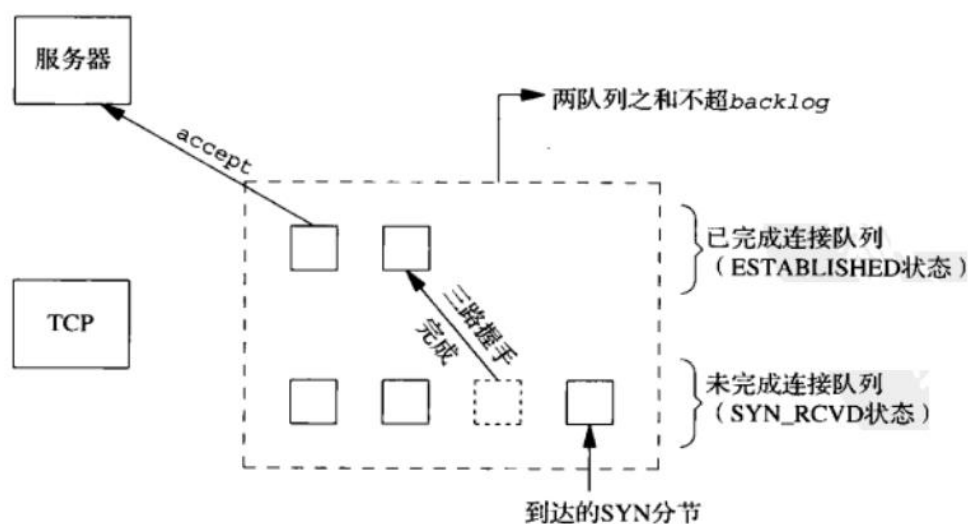 服务器
两队列之和不超backlog
accept
已完成连接队列
（ESTABLISHED状态）
TCP
三路握手
完成
未完成连接队列
（SYN_RCVD状态）
到达的SYN分节